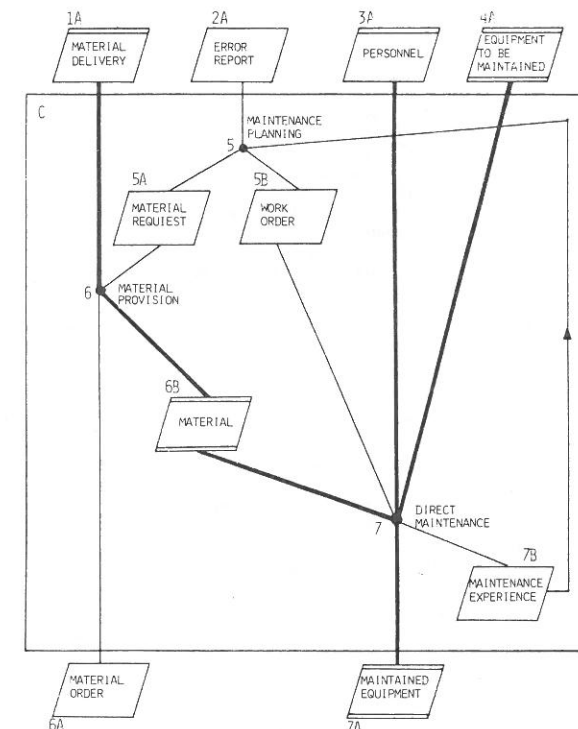 1A
2A
3A
4A
MATERIAL
DELIVERY
ERROR
REPORT
PERSONNEL
EQUIPMENT
TO BE
MAINTAINED
C
MAINTENANCE
PLANNING
5
5A
5B
MATERIAL
REQUIEST
WORK
ORDER
6
MATERIAL
PROVISION
6B
MATERIAL
DIRECT
MAINTENANCE
7
7B
MAINTENANCE
EXPERIENCE
MATERIAL
ORDER
MAINTAINED
EQUIPMENT
6A
7A